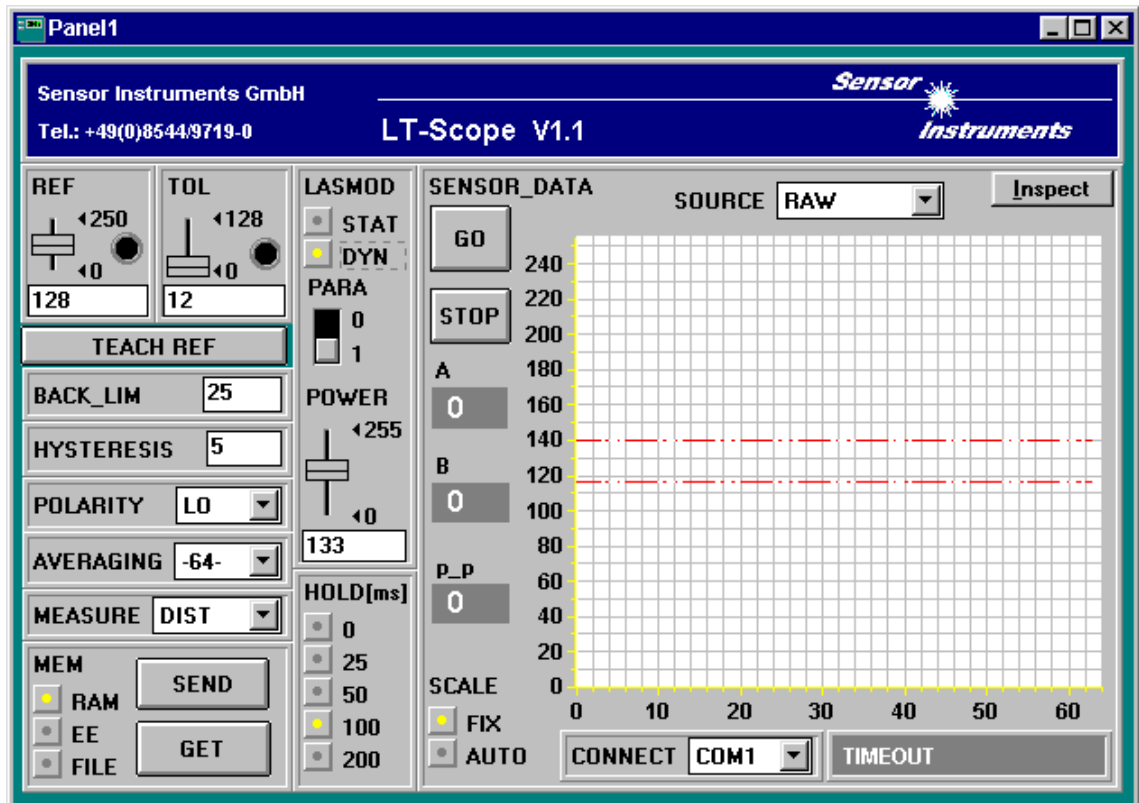 Panel1
Sensor Instruments GmbH
Tel.: +49(0)8544/9719-0
LT-Scope V1.1
Sensor
Instruments
REF
250
0
128
TOL
128
0
12
TEACH REF
BACK_LIM 25
HYSTERESIS 5
POLARITY LO
AVERAGING -64-
MEASURE DIST
MEM
RAM
EE
FILE
SEND
GET
LASMOD
STAT
DYN
PARA
0
1
POWER
255
0
133
HOLD[ms]
0
25
50
100
200
SENSOR_DATA
GO
STOP
A
0
B
0
p_p
0
SCALE
FIX
AUTO
SOURCE RAW
Inspect
240
220
200
180
160
140
120
100
80
60
40
20
0
0 10 20 30 40 50 60
CONNECT COM1
TIMEOUT